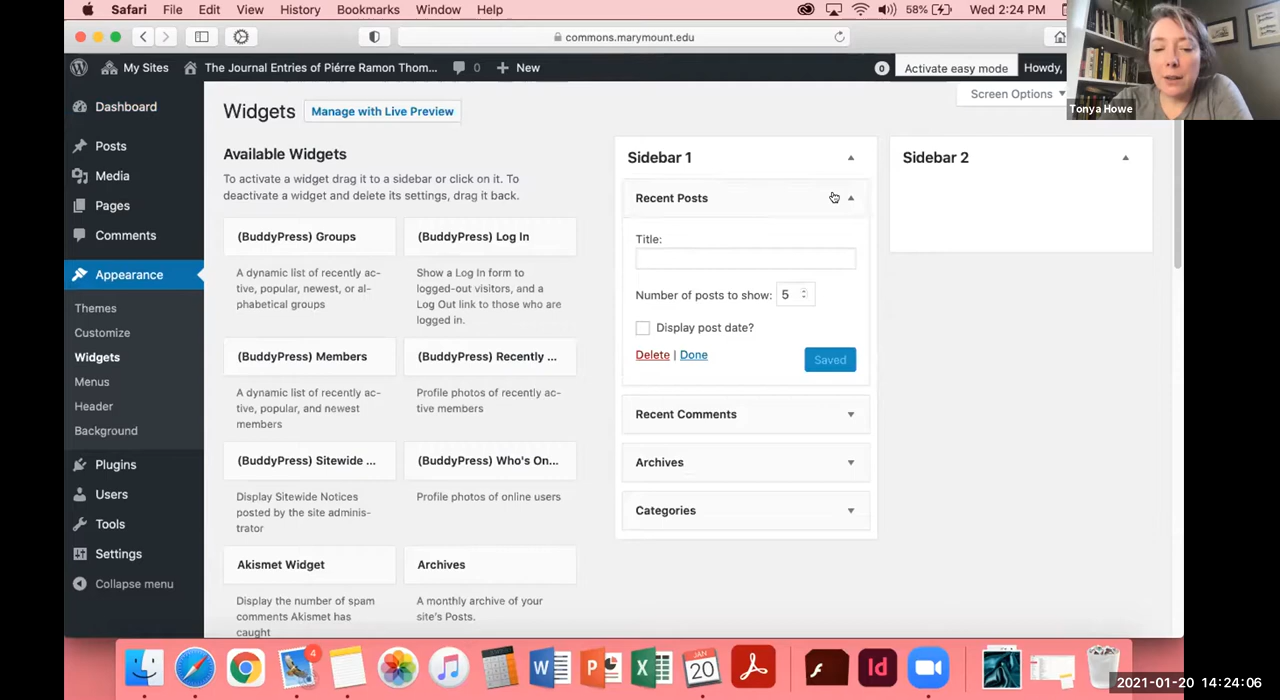 Safari File Edit View History Bookmarks Window Help 58% Wed 2:24 PM
commons.marymount.edu
My Sites The Journal Entries of Piérre Ramon Thom... 0 New 0 Activate easy mode Howdy,
Tonya Howe
Screen Options
Dashboard
Posts
Media
Pages
Comments
Appearance
Themes
Customize
Widgets
Menus
Header
Background
Plugins
Users
Tools
Settings
Collapse menu
Widgets Manage with Live Preview
Available Widgets
To activate a widget drag it to a sidebar or click on it. To
deactivate a widget and delete its settings, drag it back.
(BuddyPress) Groups
A dynamic list of recently ac-
tive, popular, newest, or al-
phabetical groups
(BuddyPress) Log In
Show a Log In form to
logged-out visitors, and a
Log Out link to those who are
logged in.
(BuddyPress) Members
A dynamic list of recently ac-
tive, popular, and newest
members
(BuddyPress) Recently ...
Profile photos of recently ac-
tive members
(BuddyPress) Sitewide ...
Display Sitewide Notices
posted by the site adminis-
trator
(BuddyPress) Who's On...
Profile photos of online users
Akismet Widget
Display the number of spam
comments Akismet has
caught
Archives
A monthly archive of your
site's Posts.
Sidebar 1
Recent Posts
Title:
Number of posts to show: 5
Display post date?
Delete | Done Saved
Recent Comments
Archives
Categories
Sidebar 2
4
W P X JAN 20 f Id
2021-01-20 14:24:06